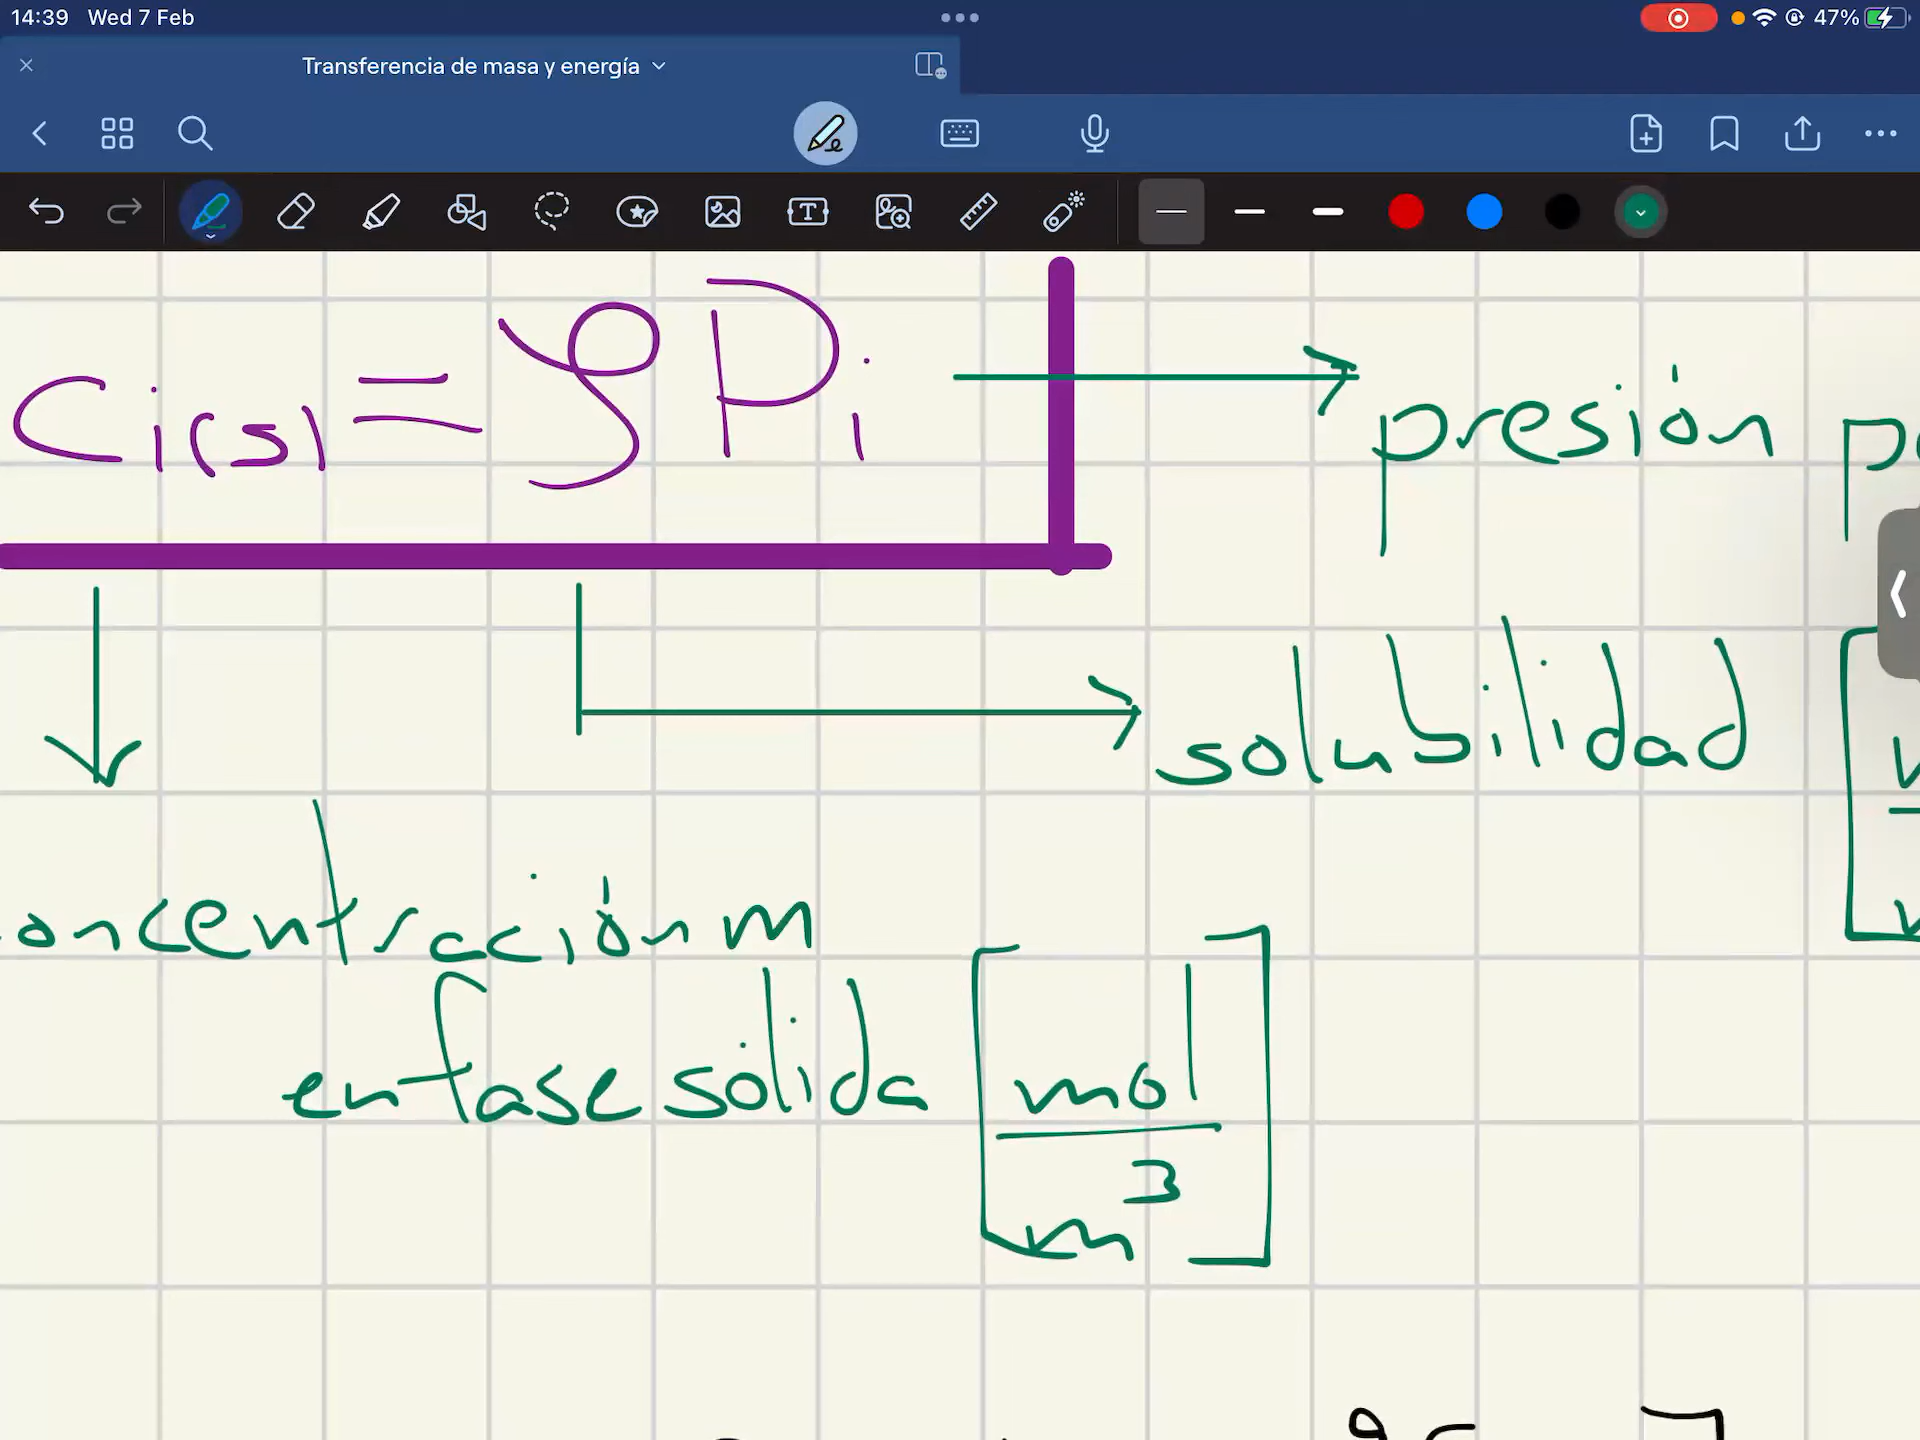 14:39 Wed 7 Feb
47%
Transferencia de masa y energía
Ci(s) = S Pi
presión
solubilidad
oncentración m
en fase sólida [mol/m³]